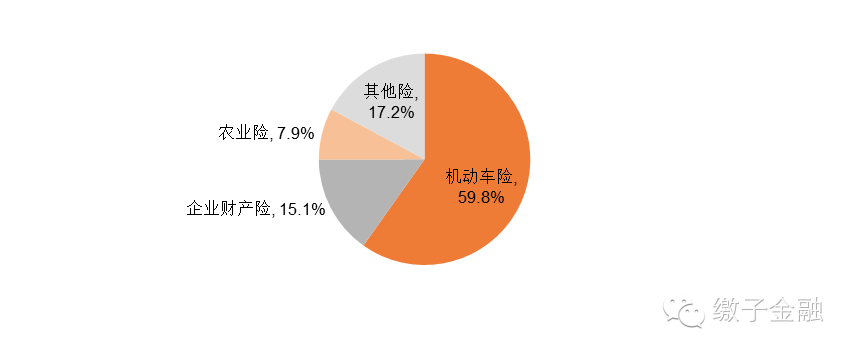 其他险,
17.2%
农业险, 7.9%
机动车险,
59.8%
企业财产险, 15.1%
缴子金融